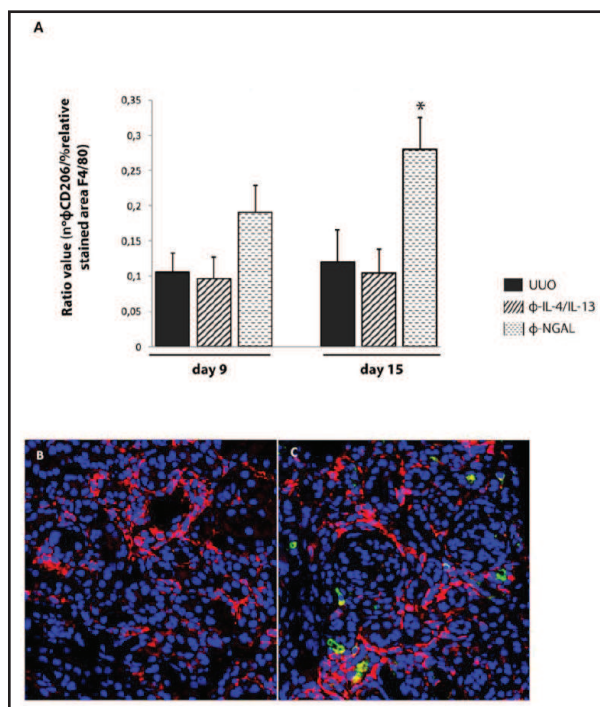 A
Ratio value (n°ϕCD206/%relative
stained area F4/80)
0,35
0,3
0,25
0,2
0,15
0,1
0,05
0
*
day 9
day 15
UUO
ϕ-IL-4/IL-13
ϕ-NGAL
B
C